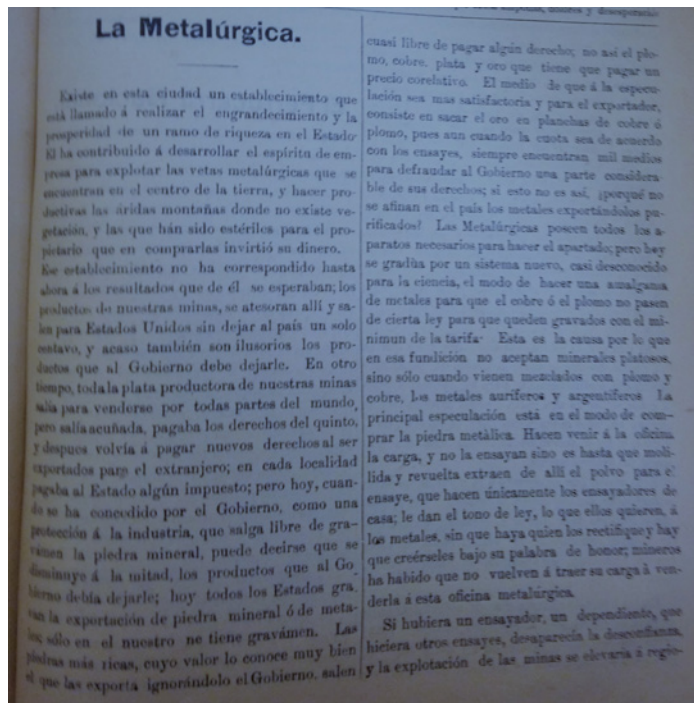 La Metalúrgica.
Existe en esta ciudad un establecimiento que
está llamado á realizar el engrandecimiento y la
prosperidad de un ramo de riqueza en el Estado
El ha contribuido á desarrollar el espíritu de em-
presa para explotar las vetas metalúrgicas que se
encuentran en el centro de la tierra, y hacer pro-
ductivas las áridas montañas donde no existe ve-
getación, y las que hán sido estériles para el pro-
pietario que en comprarlas invirtió su dinero.
Ese establecimiento no ha correspondido hasta
ahora á los resultados que de él se esperaban; los
productos de nuestras minas, se atesoran allí y sa-
len para Estados Unidos sin dejar al país un solo
centavo, y acaso también son ilusorios los pro-
ductos que al Gobierno debe dejarle. En otro
tiempo, toda la plata productora de nuestras minas
salía para venderse por todas partes del mundo,
pero salía acuñada, pagaba los derechos del quinto,
y despues volvía á pagar nuevos derechos al ser
exportados para el extranjero; en cada localidad
pagaba al Estado algún impuesto; pero hoy, cuan-
do se ha concedido por el Gobierno, como una
protección á la industria, que salga libre de gra-
vámen la piedra mineral, puede decirse que se
disminuye á la mitad, los productos que al Go
bierno debía dejarle; hoy todos los Estados gra
van la exportación de piedra mineral ó de meta-
les; sólo en el nuestro ne tiene gravámen. Las
piedras más ricas, cuyo valor lo conoce muy bien
el que las exporta ignorándolo el Gobierno, salen
y desesperació
cuasi libre de pagar algún derecho; no así el plo-
mo, cobre, plata y oro que tiene que pagar un
precio corelativo. El medio de que á la especu-
lación sea mas satisfactoria y para el exportador,
consiste en sacar el oro en planchas de cobre ó
plomo, pues aun cuando la cuota sea de acuerdo
con los ensayes, siempre encuentran mil medios
para defraudar al Gobierno una parte considera-
ble de sus derechos; si esto no es así, ¿porqué no
se afinan en el país los metales exportándolos pu-
rificados? Las Metalúrgicas poseen todos los a-
paratos necesarios para hacer el apartado; pero hoy
se gradúa por un sistema nuevo, casi desconocido
para la ciencia, el modo de hacer una amalgama
de metales para que el cobre ó el plomo no pasen
de cierta ley para que queden gravados con el mí-
nimun de la tarifa· Esta es la causa por lo que
en esa fundición no aceptan minerales platosos,
sino sólo cuando vienen mezclados con plomo y
cobre, los metales auríferos y argentíferos La
principal especulación está en el modo de com-
prar la piedra metálica. Hacen venir á la oficina
la carga, y no la ensayan sino es hasta que moli-
lida y revuelta extraen de allí el polvo para e'
ensaye, que hacen únicamente los ensayadores de
casa; le dan el tono de ley, lo que ellos quieren, á
los metales, sin que haya quien los rectifique y hay
que creérseles bajo su palabra de honor; mineros
ha habido que no vuelven á traer su carga á ven-
derla á esta oficina metalúrgica
Si hubiera un ensayador, un dependiente, que
hiciera otros ensayes, desaparecía la desconfianza,
y la explotación de las minas se elevaría á regio-